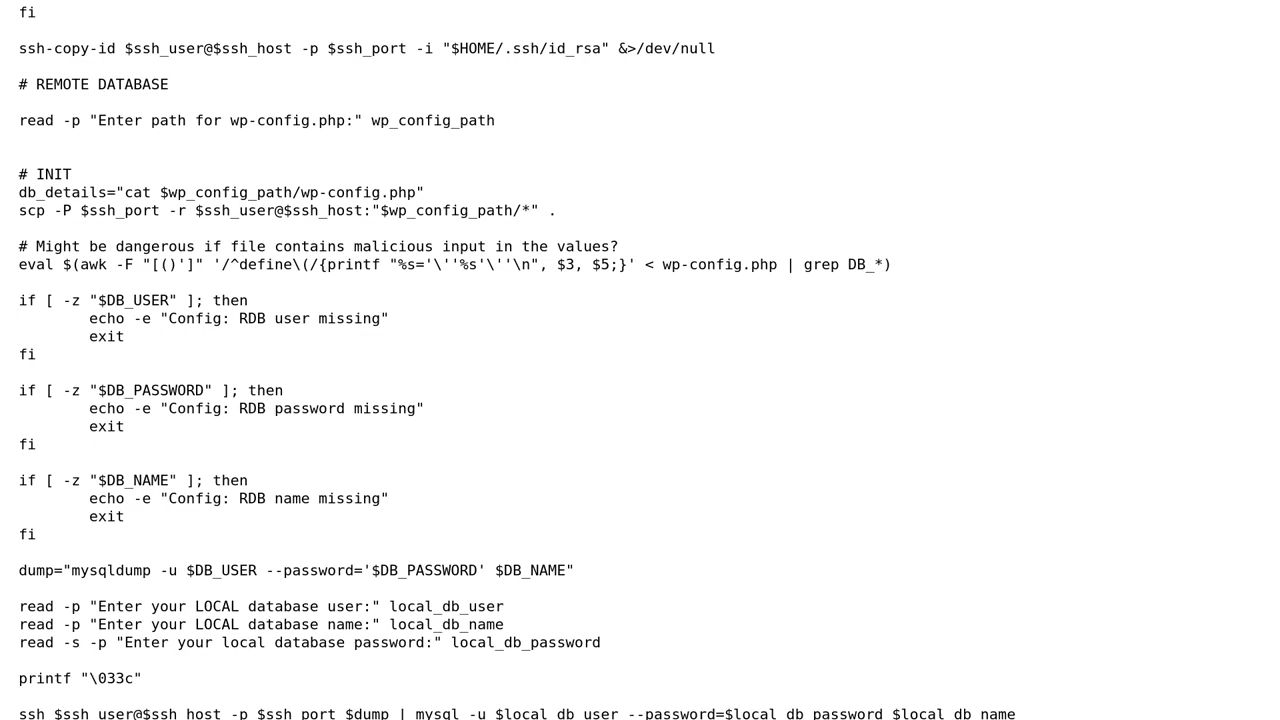 fi
ssh-copy-id $ssh_user@$ssh_host -p $ssh_port -i "$HOME/.ssh/id_rsa" &>/dev/null
# REMOTE DATABASE
read -p "Enter path for wp-config.php:" wp_config_path
# INIT
db_details="cat $wp_config_path/wp-config.php"
scp -P $ssh_port -r $ssh_user@$ssh_host:"$wp_config_path/*" .
# Might be dangerous if file contains malicious input in the values?
eval $(awk -F "[()']" '/^define\(/{printf "%s='\''%s'\''\n", $3, $5;}' < wp-config.php | grep DB_*)
if [ -z "$DB_USER" ]; then
        echo -e "Config: RDB user missing"
        exit
fi
if [ -z "$DB_PASSWORD" ]; then
        echo -e "Config: RDB password missing"
        exit
fi
if [ -z "$DB_NAME" ]; then
        echo -e "Config: RDB name missing"
        exit
fi
dump="mysqldump -u $DB_USER --password='$DB_PASSWORD' $DB_NAME"
read -p "Enter your LOCAL database user:" local_db_user
read -p "Enter your LOCAL database name:" local_db_name
read -s -p "Enter your local database password:" local_db_password
printf "\033c"
ssh $ssh_user@$ssh_host -p $ssh_port $dump | mysql -u $local_db_user --password=$local_db_password $local_db_name